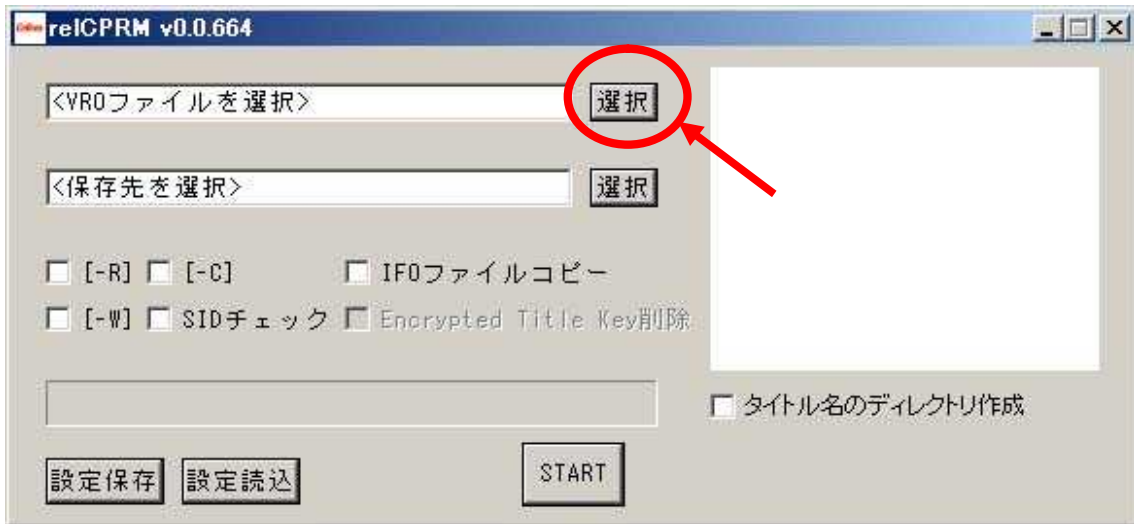 relCPRM v0.0.664
<VROファイルを選択> 選択
<保存先を選択> 選択
[-R] [-C] IFOファイルコピー
[-W] SIDチェック Encrypted Title Key削除
タイトル名のディレクトリ作成
設定保存 設定読込 START